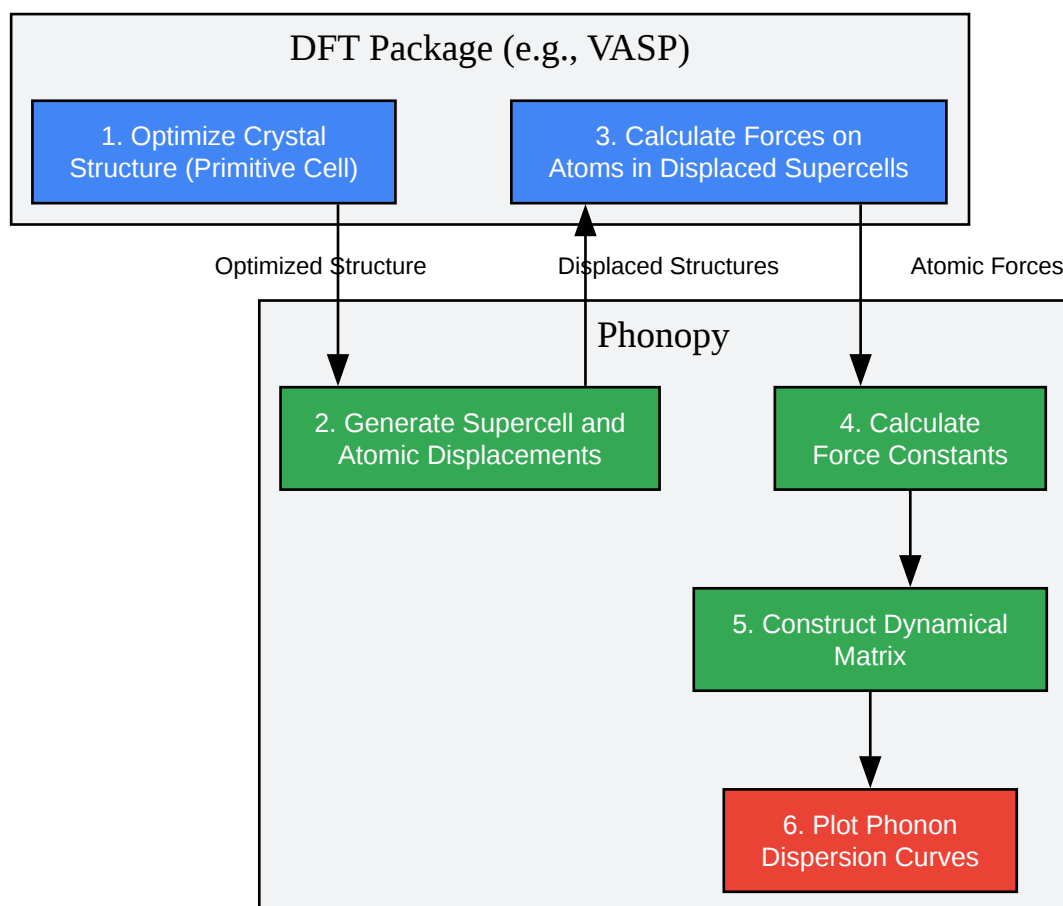 DFT Package (e.g., VASP)
1. Optimize Crystal
Structure (Primitive Cell)
3. Calculate Forces on
Atoms in Displaced Supercells
Optimized Structure
Displaced Structures
Atomic Forces
Phonopy
2. Generate Supercell and
Atomic Displacements
4. Calculate
Force Constants
5. Construct Dynamical
Matrix
6. Plot Phonon
Dispersion Curves